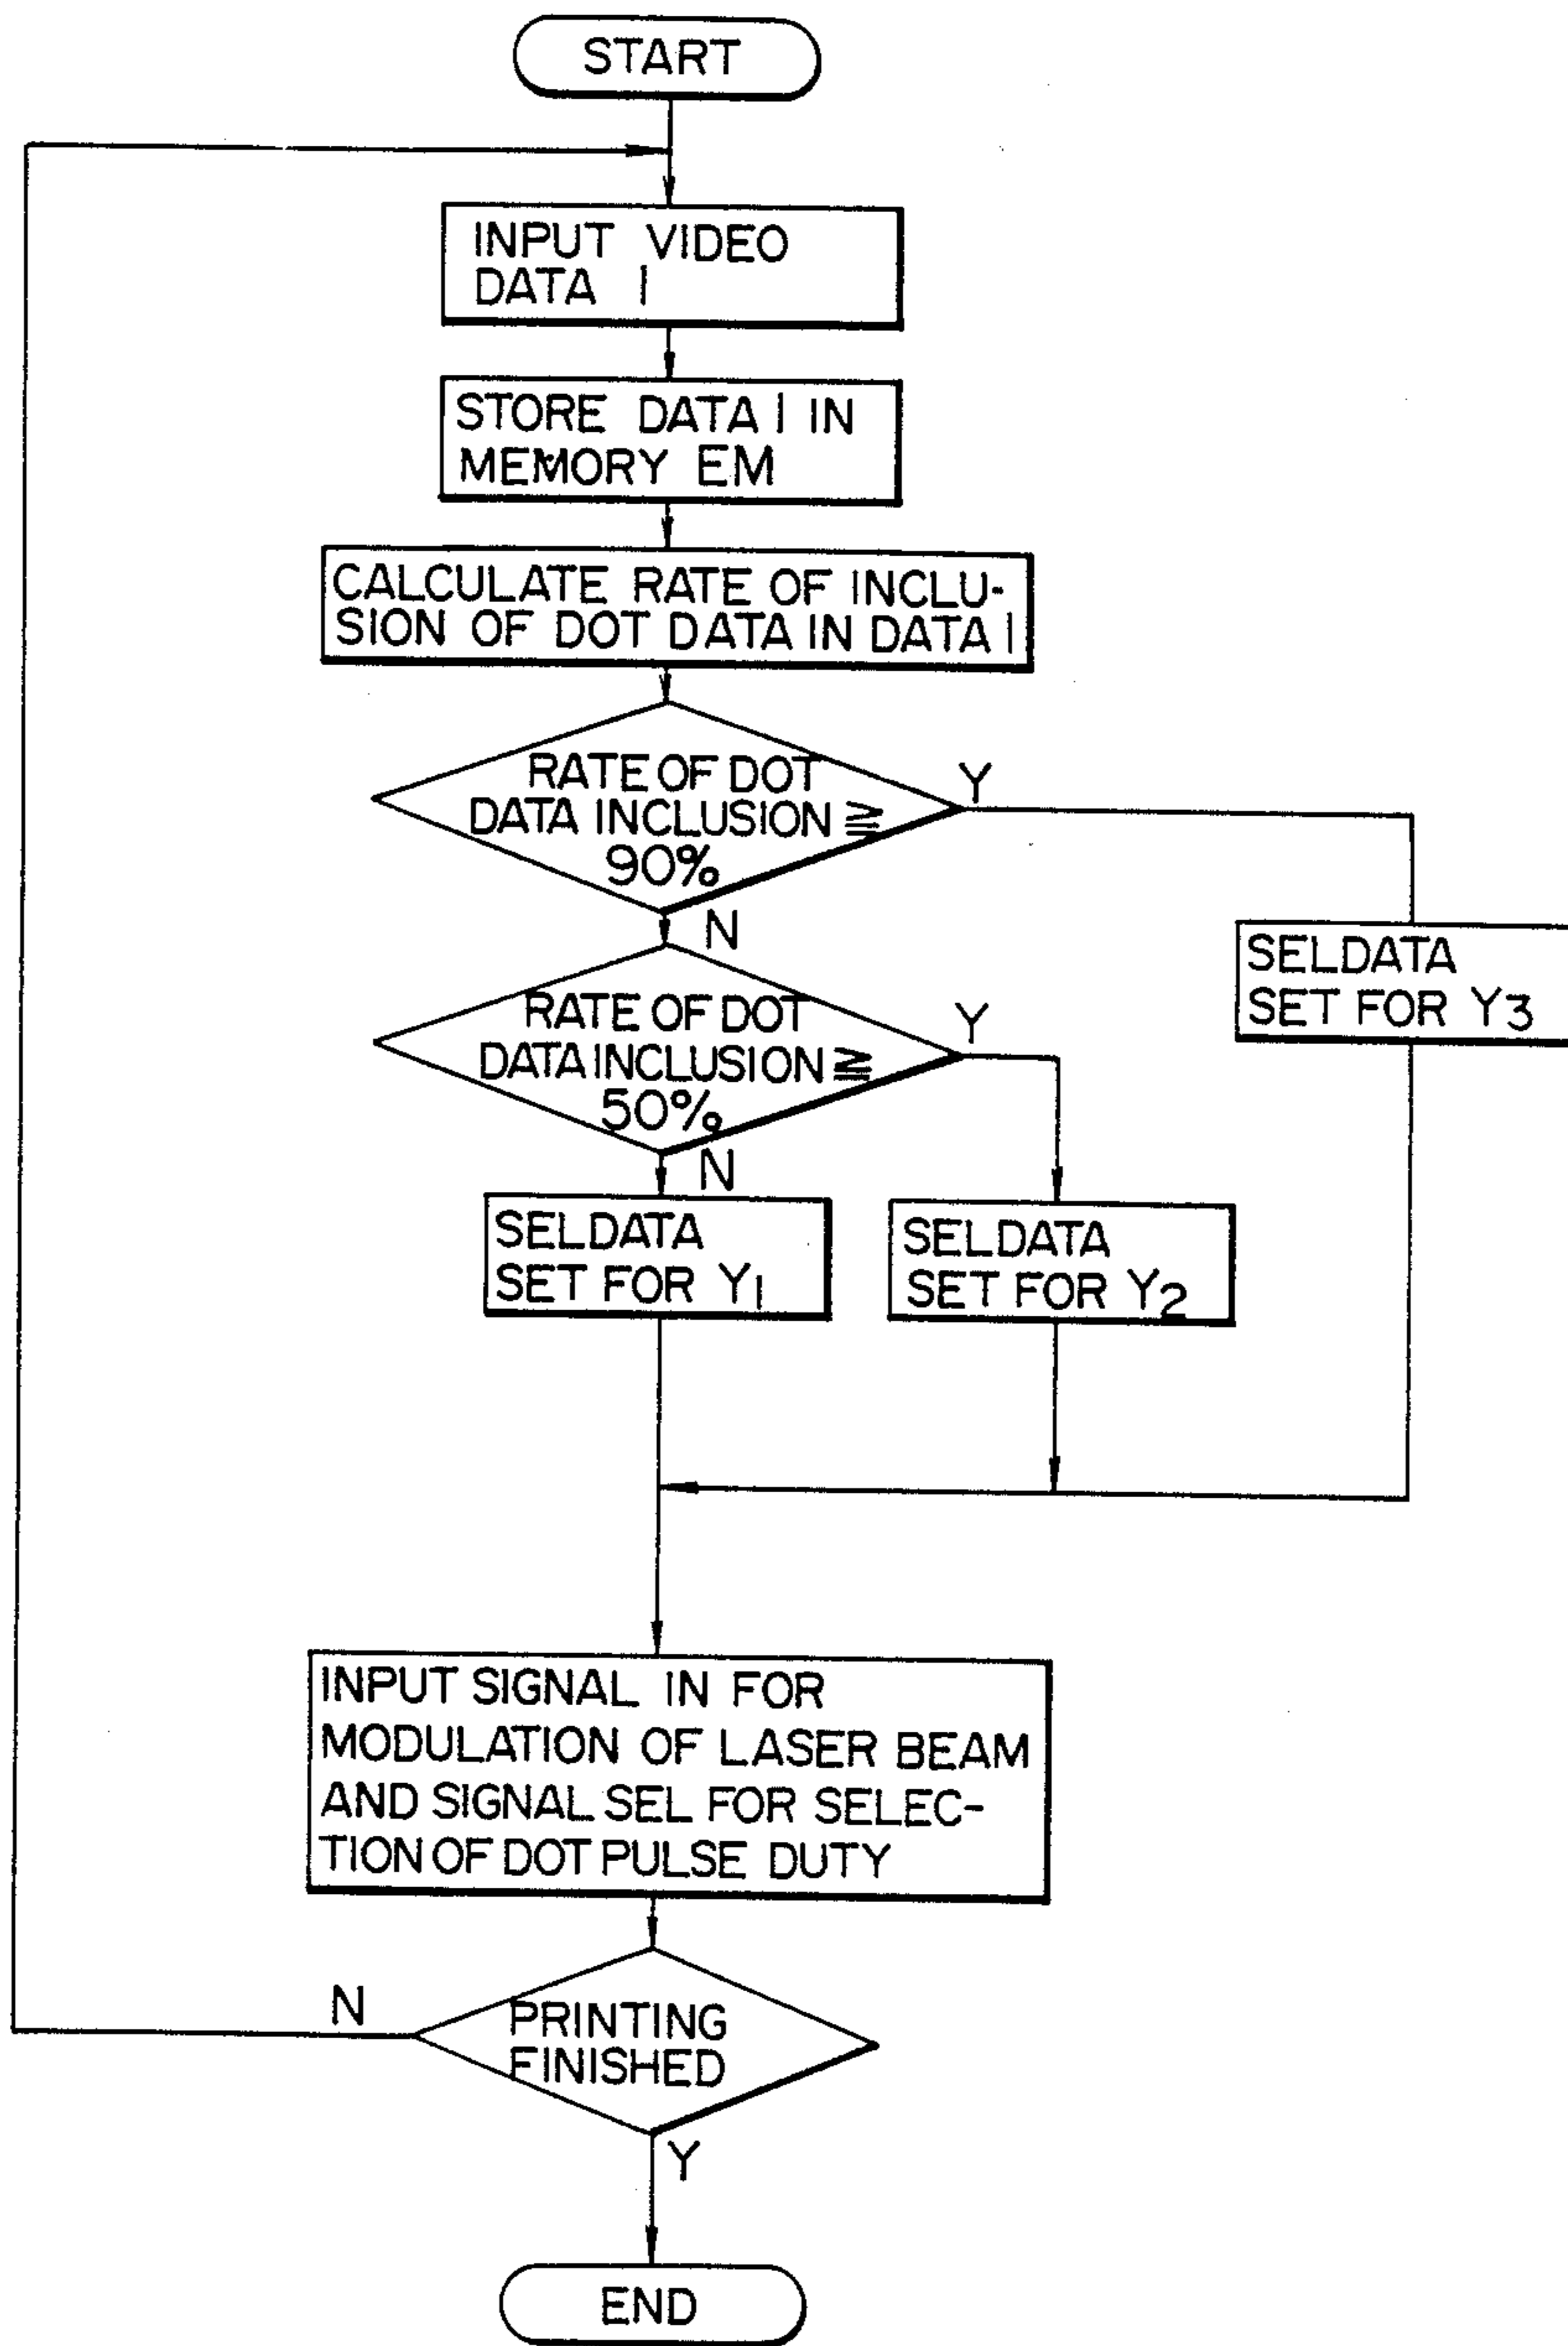 START
INPUT VIDEO
DATA I
STORE DATA I IN
MEMORY EM
CALCULATE RATE OF INCLU-
SION OF DOT DATA IN DATA I
RATE OF DOT
DATA INCLUSION ≧
90%
Y
N
SELDATA
SET FOR Y3
RATE OF DOT
DATA INCLUSION ≧
50%
Y
N
SELDATA
SET FOR Y1
SELDATA
SET FOR Y2
INPUT SIGNAL IN FOR
MODULATION OF LASER BEAM
AND SIGNAL SEL FOR SELEC-
TION OF DOT PULSE DUTY
N
PRINTING
FINISHED
Y
END